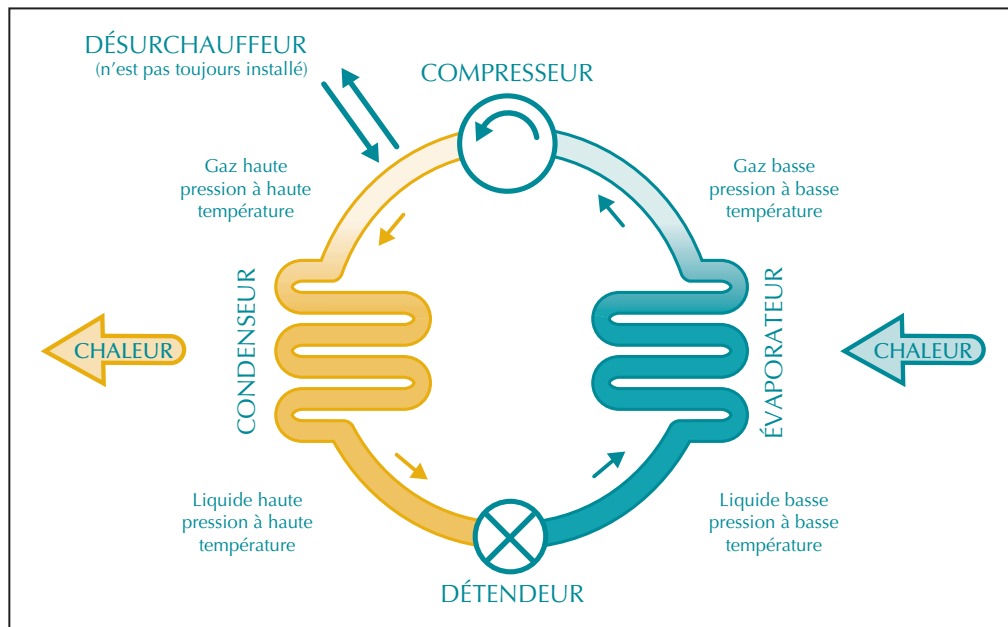 DÉSURCHAUFFEUR
(n'est pas toujours installé)
COMPRESSEUR
Gaz haute
pression à haute
température
Gaz basse
pression à basse
température
CHALEUR
CONDENSEUR
ÉVAPORATEUR
CHALEUR
Liquide haute
pression à haute
température
Liquide basse
pression à basse
température
DÉTENDEUR